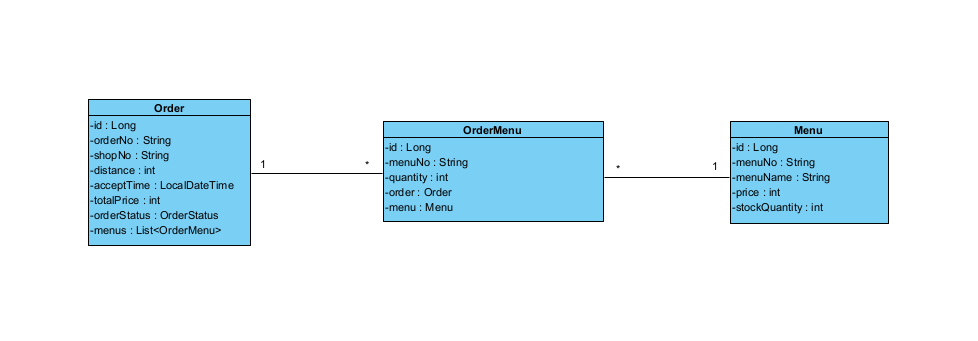 Order
-id : Long
-orderNo : String
-shopNo : String
-distance : int
-acceptTime : LocalDateTime
-totalPrice : int
-orderStatus : OrderStatus
-menus : List<OrderMenu>
1
*
OrderMenu
-id : Long
-menuNo : String
-quantity : int
-order : Order
-menu : Menu
*
1
Menu
-id : Long
-menuNo : String
-menuName : String
-price : int
-stockQuantity : int